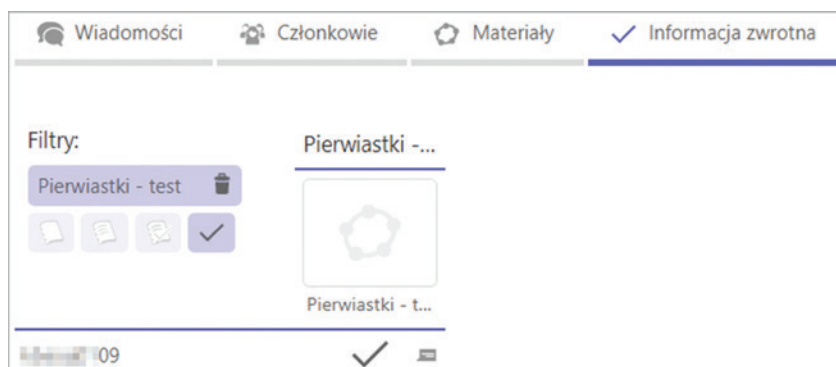 Wiadomości Członkowie Materiały Informacja zwrotna
Filtry:
Pierwiastki -...
Pierwiastki - test
Pierwiastki - t...
09